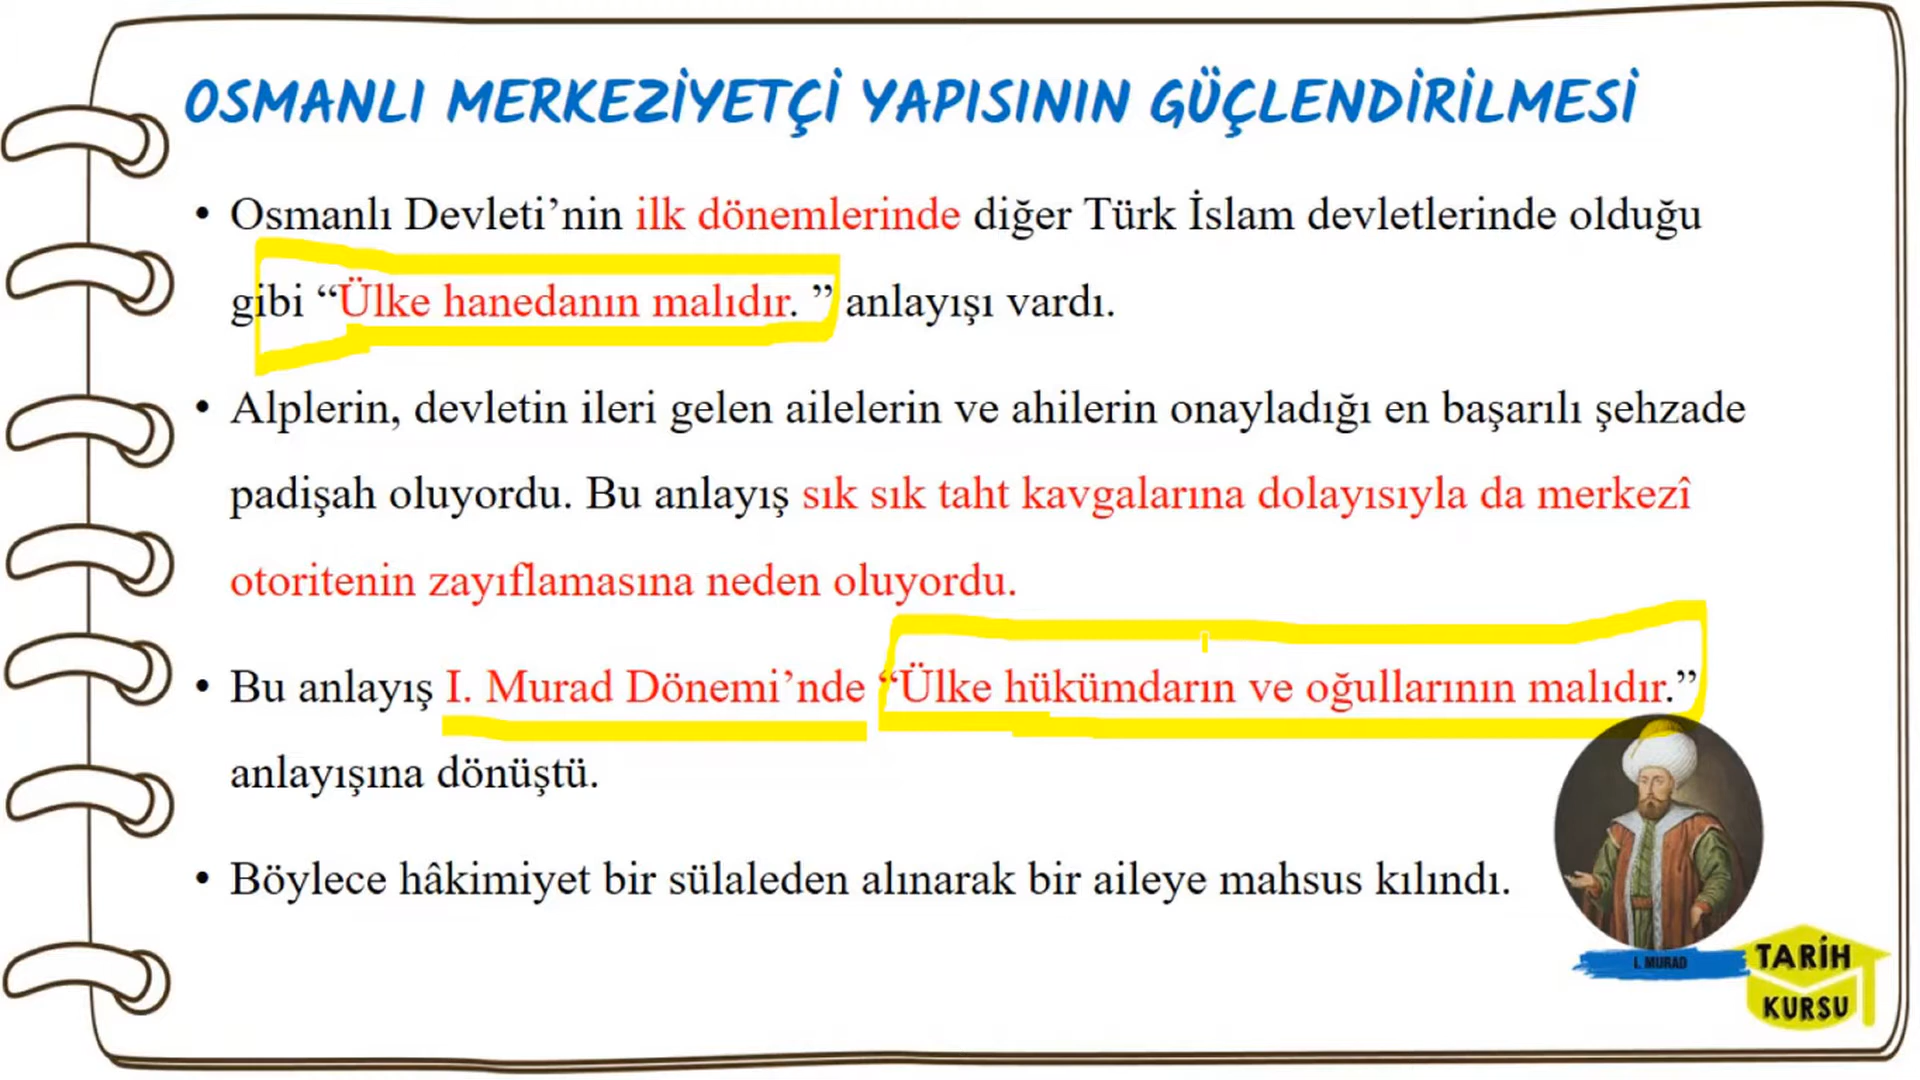 OSMANLI MERKEZİYETÇİ YAPISININ GÜÇLENDİRİLMESİ
• Osmanlı Devleti’nin ilk dönemlerinde diğer Türk İslam devletlerinde olduğu
gibi “Ülke hanedanın malıdır. ” anlayışı vardı.
• Alplerin, devletin ileri gelen ailelerin ve ahilerin onayladığı en başarılı şehzade
padişah oluyordu. Bu anlayış sık sık taht kavgalarına dolayısıyla da merkezî
otoritenin zayıflamasına neden oluyordu.
• Bu anlayış I. Murad Dönemi’nde “Ülke hükümdarın ve oğullarının malıdır.”
anlayışına dönüştü.
• Böylece hâkimiyet bir sülaleden alınarak bir aileye mahsus kılındı.
I. MURAD
TARİH
KURSU